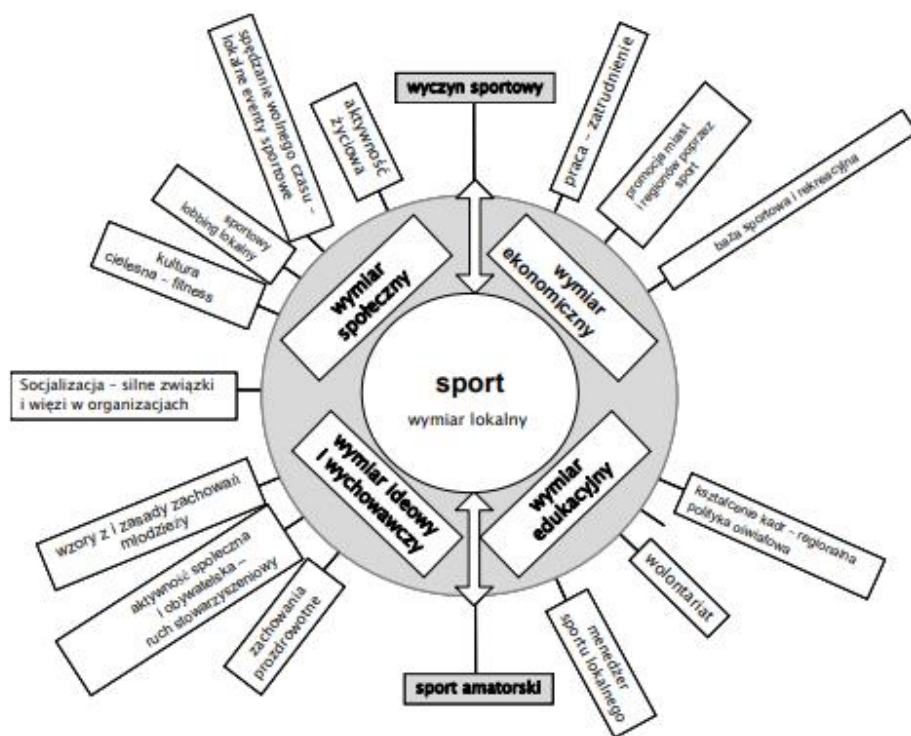 wyczyn sportowy
spędzanie wolnego czasu –
lokalne eventy sportowe
aktywność
życiowa
sportowy
lobbing lokalny
kultura
cielesna – fitness
Socjalizacja – silne związki
i więzi w organizacjach
wzory z i zasady zachowań
młodzieży
aktywność społeczna
i obywatelska –
ruch stowarzyszeniowy
zachowania
prozdrowotne
wymiar
społeczny
wymiar
ekonomiczny
sport
wymiar lokalny
wymiar ideowy
i wychowawczy
wymiar
edukacyjny
praca – zatrudnienie
promocja miast
i regionów poprzez
sport
baza sportowa i rekreacyjna
kształcenie kadr – regionalna
polityka oświatowa
wolontariat
menedżer
sportu lokalnego
sport amatorski